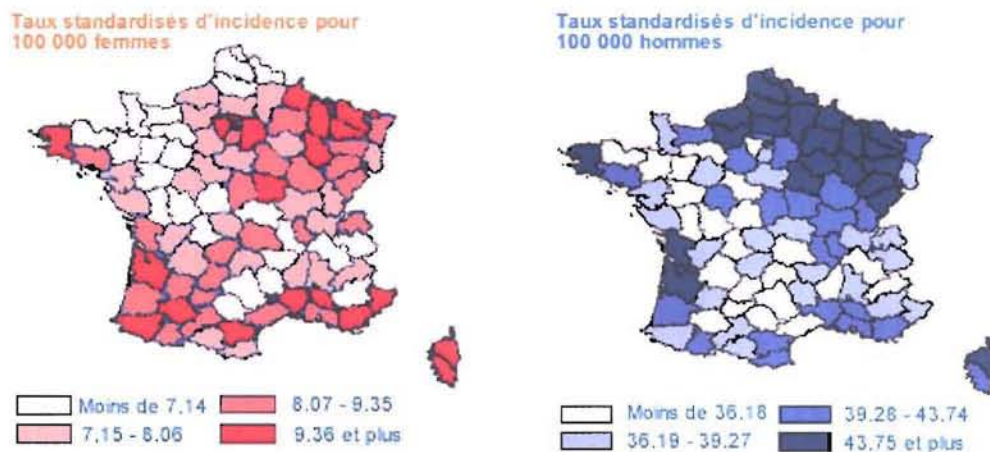 Taux standardisés d'incidence pour
100 000 femmes
Moins de 7.14
8.07 - 9.35
7.15 - 8.06
9.36 et plus
Taux standardisés d'incidence pour
100 000 hommes
Moins de 36.18
39.28 - 43.74
36.19 - 39.27
43.75 et plus